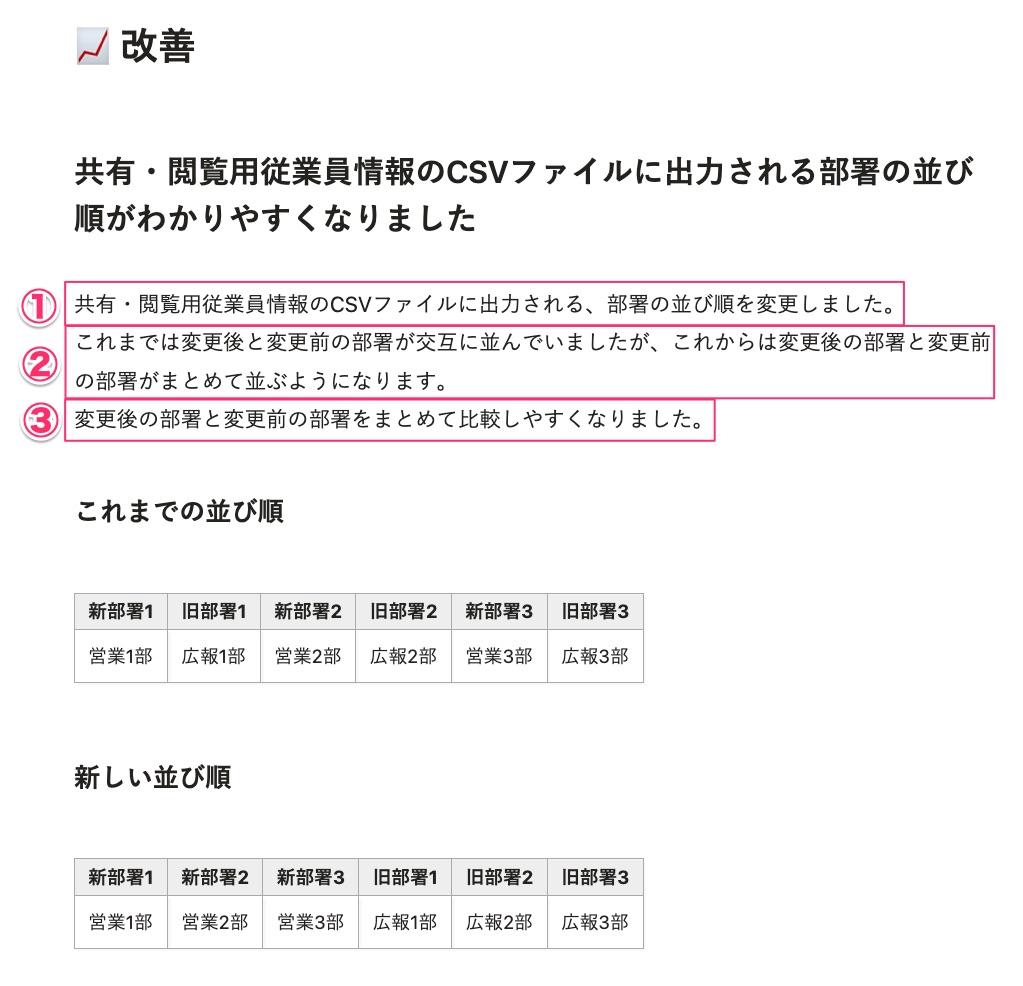 📈 改善
共有・閲覧用従業員情報のCSVファイルに出力される部署の並び
順がわかりやすくなりました
① 共有・閲覧用従業員情報のCSVファイルに出力される、部署の並び順を変更しました。
② これまでは変更後と変更前の部署が交互に並んでいましたが、これからは変更後の部署と変更前
の部署がまとめて並ぶようになります。
③ 変更後の部署と変更前の部署をまとめて比較しやすくなりました。
これまでの並び順
新部署1 旧部署1 新部署2 旧部署2 新部署3 旧部署3
営業1部 広報1部 営業2部 広報2部 営業3部 広報3部
新しい並び順
新部署1 新部署2 新部署3 旧部署1 旧部署2 旧部署3
営業1部 営業2部 営業3部 広報1部 広報2部 広報3部